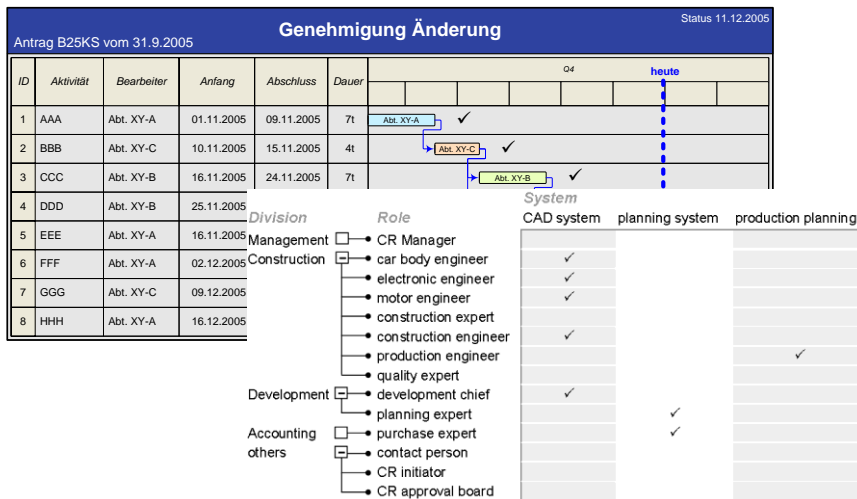 Status 11.12.2005
Genehmigung Änderung
Antrag B25KS vom 31.9.2005
ID Aktivität Bearbeiter Anfang Abschluss Dauer Q4 heute
1 AAA Abt. XY-A 01.11.2005 09.11.2005 7t Abt. XY-A ✓
2 BBB Abt. XY-C 10.11.2005 15.11.2005 4t Abt. XY-C ✓
3 CCC Abt. XY-B 16.11.2005 24.11.2005 7t Abt. XY-B ✓
4 DDD Abt. XY-B 25.11.2005
5 EEE Abt. XY-A 16.11.2005
6 FFF Abt. XY-A 02.12.2005
7 GGG Abt. XY-C 09.12.2005
8 HHH Abt. XY-A 16.12.2005
System
Division Role CAD system planning system production planning
Management CR Manager
Construction car body engineer ✓
electronic engineer ✓
motor engineer ✓
construction expert
construction engineer ✓
production engineer ✓
quality expert
Development development chief ✓
planning expert ✓
Accounting purchase expert ✓
others contact person
CR initiator
CR approval board